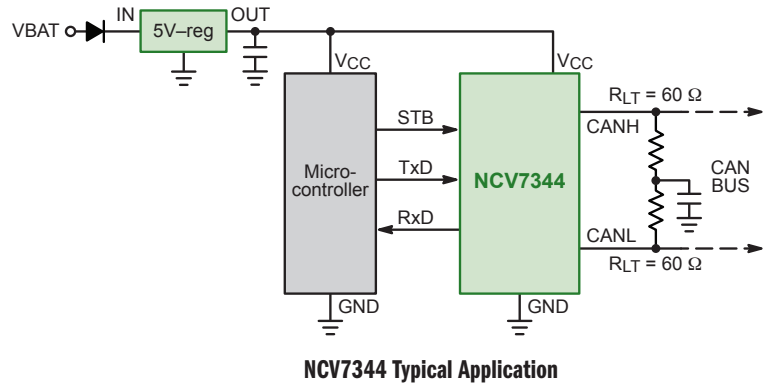 VBAT
IN
5V–reg
OUT
VCC
VCC
Micro-
controller
STB
TxD
RxD
NCV7344
RLT = 60 Ω
CANH
CAN
BUS
CANL
RLT = 60 Ω
GND
GND
NCV7344 Typical Application